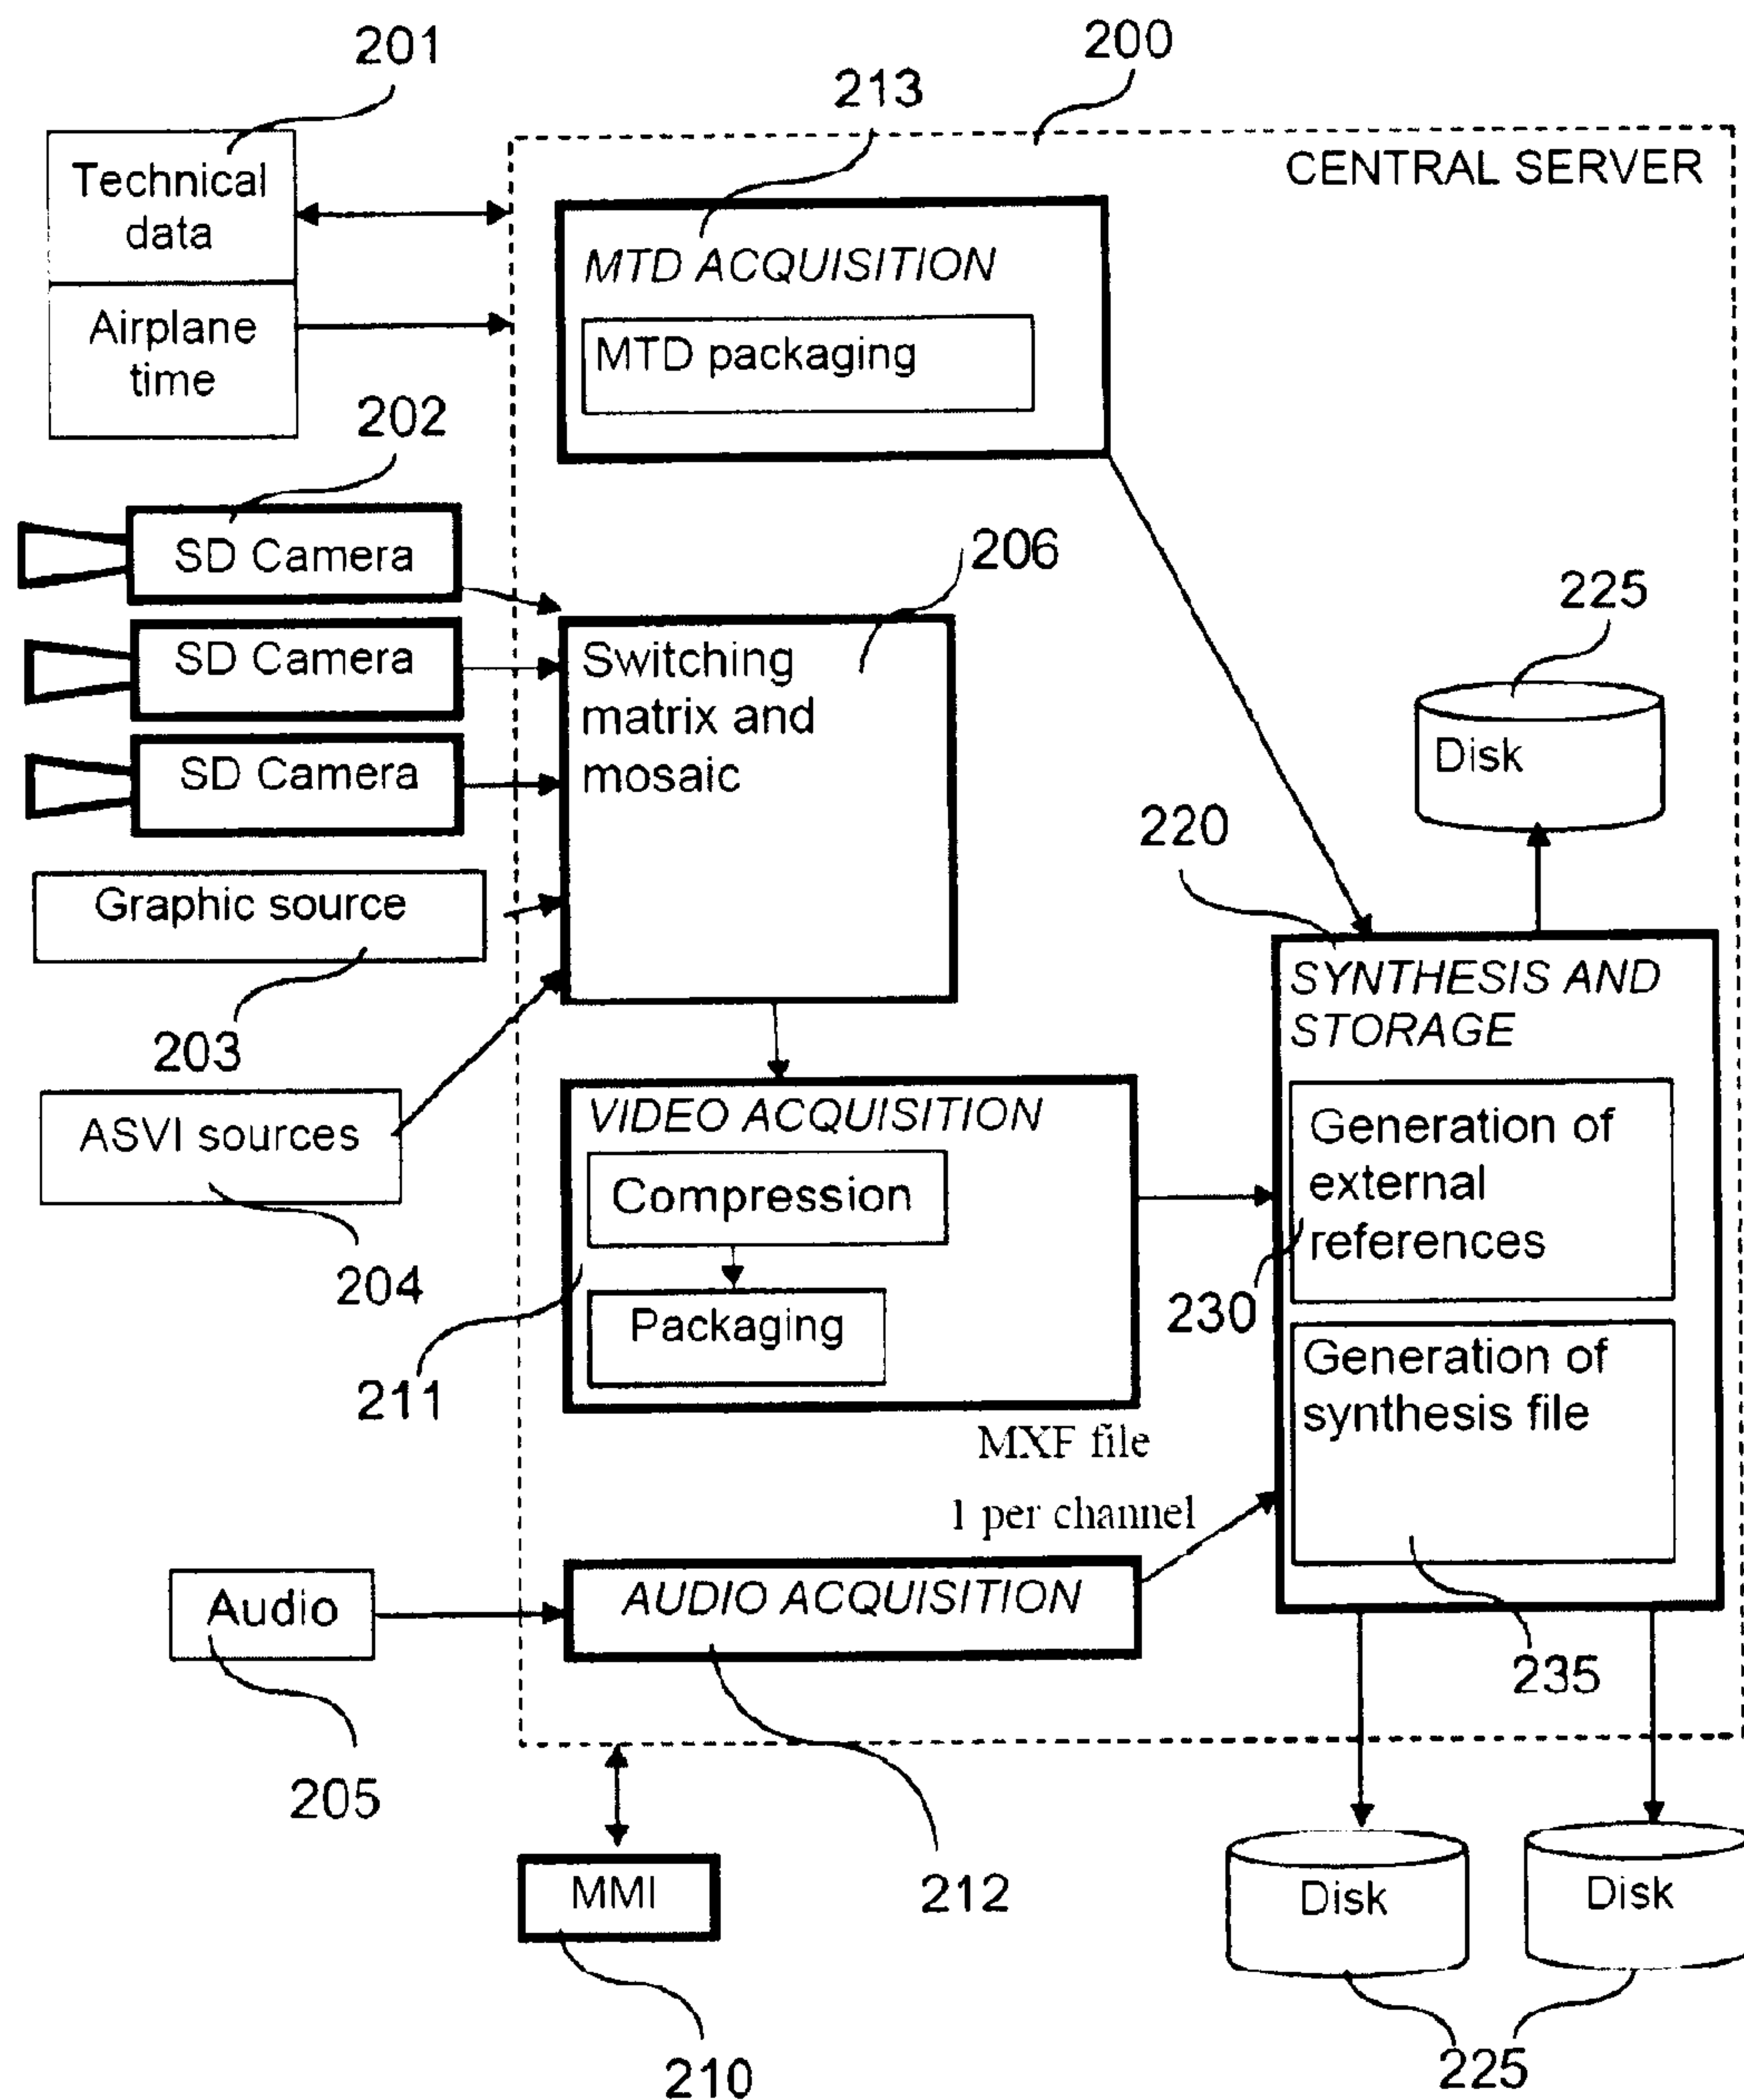 201
200
213
Technical
data
CENTRAL SERVER
MTD ACQUISITION
Airplane
time
MTD packaging
202
SD Camera
206
225
SD Camera
Switching
matrix and
mosaic
SD Camera
Disk
220
Graphic source
SYNTHESIS AND
STORAGE
203
VIDEO ACQUISITION
ASVI sources
Generation of
external
references
Compression
204
230
Packaging
Generation of
synthesis file
211
MXF file
1 per channel
Audio
AUDIO ACQUISITION
235
205
MMI
212
Disk
Disk
210
225